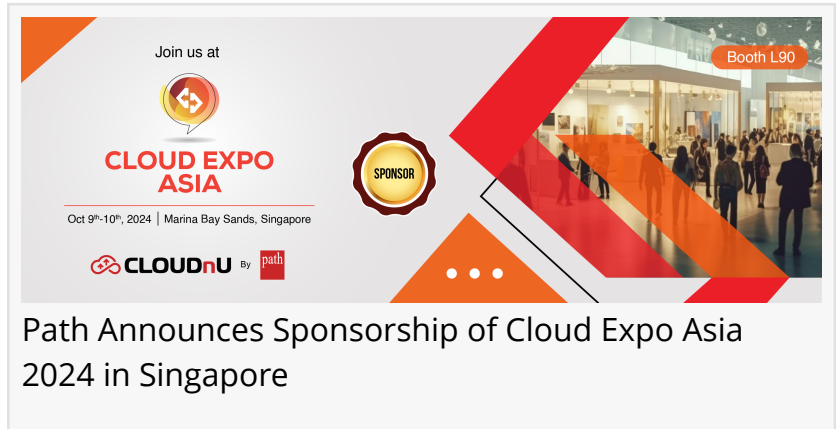 Join us at
CLOUD EXPO
ASIA
Oct 9th-10th, 2024 | Marina Bay Sands, Singapore
CLOUDnU By path
SPONSOR
Booth L90
Path Announces Sponsorship of Cloud Expo Asia
2024 in Singapore